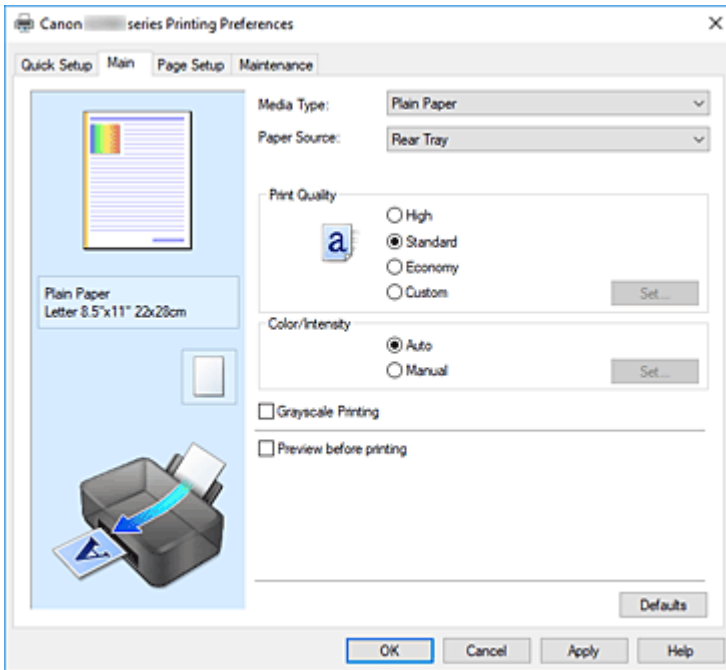 Canon series Printing Preferences
Quick Setup Main Page Setup Maintenance
Media Type: Plain Paper
Paper Source: Rear Tray
Print Quality
High
a
Standard
Economy
Custom Set...
Plain Paper
Letter 8.5"x11" 22x28cm
Color/Intensity
Auto
Manual Set...
Grayscale Printing
Preview before printing
A
Defaults
OK Cancel Apply Help